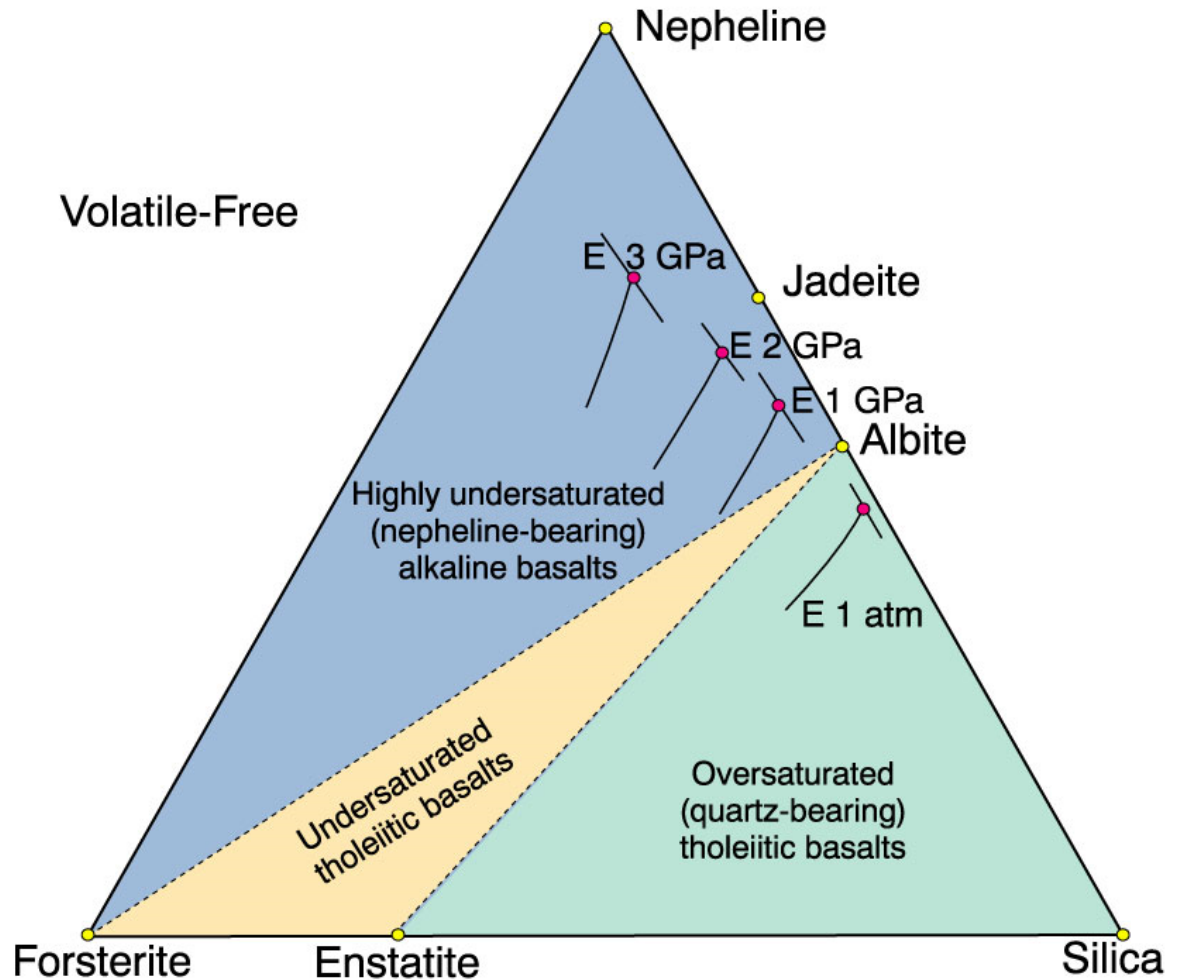 Nepheline
Volatile-Free
E 3 GPa
Jadeite
E 2 GPa
E 1 GPa
Albite
Highly undersaturated
(nepheline-bearing)
alkaline basalts
E 1 atm
Undersaturated
tholeiitic basalts
Oversaturated
(quartz-bearing)
tholeiitic basalts
Forsterite
Enstatite
Silica